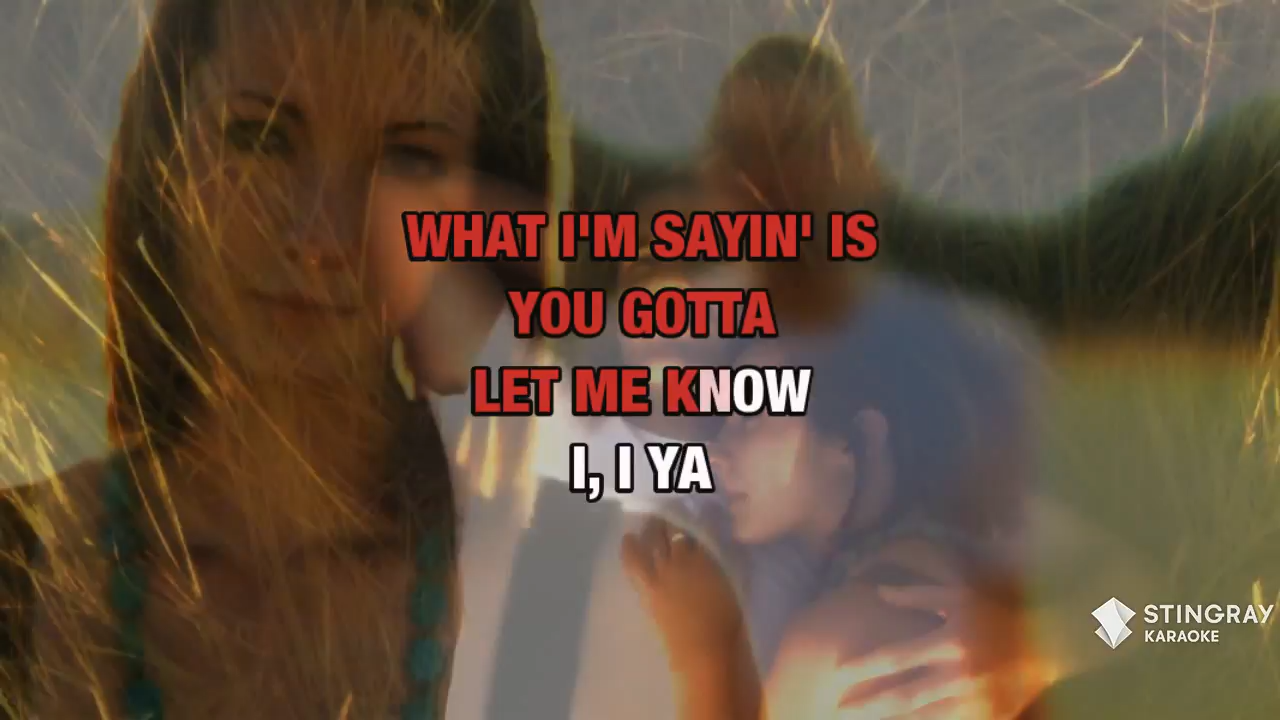 WHAT I'M SAYIN' IS
YOU GOTTA
LET ME KNOW
I, I YA
STINGRAY
KARAOKE